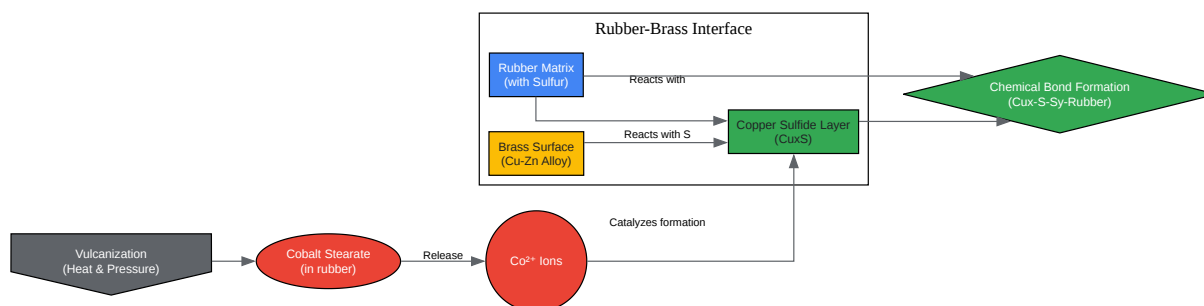 Rubber-Brass Interface
Rubber Matrix
(with Sulfur)
Reacts with
Chemical Bond Formation
(Cux-S-Sy-Rubber)
Copper Sulfide Layer
(CuxS)
Reacts with S
Brass Surface
(Cu-Zn Alloy)
Catalyzes formation
Vulcanization
(Heat & Pressure)
Cobalt Stearate
(in rubber)
Release
Co²⁺ Ions